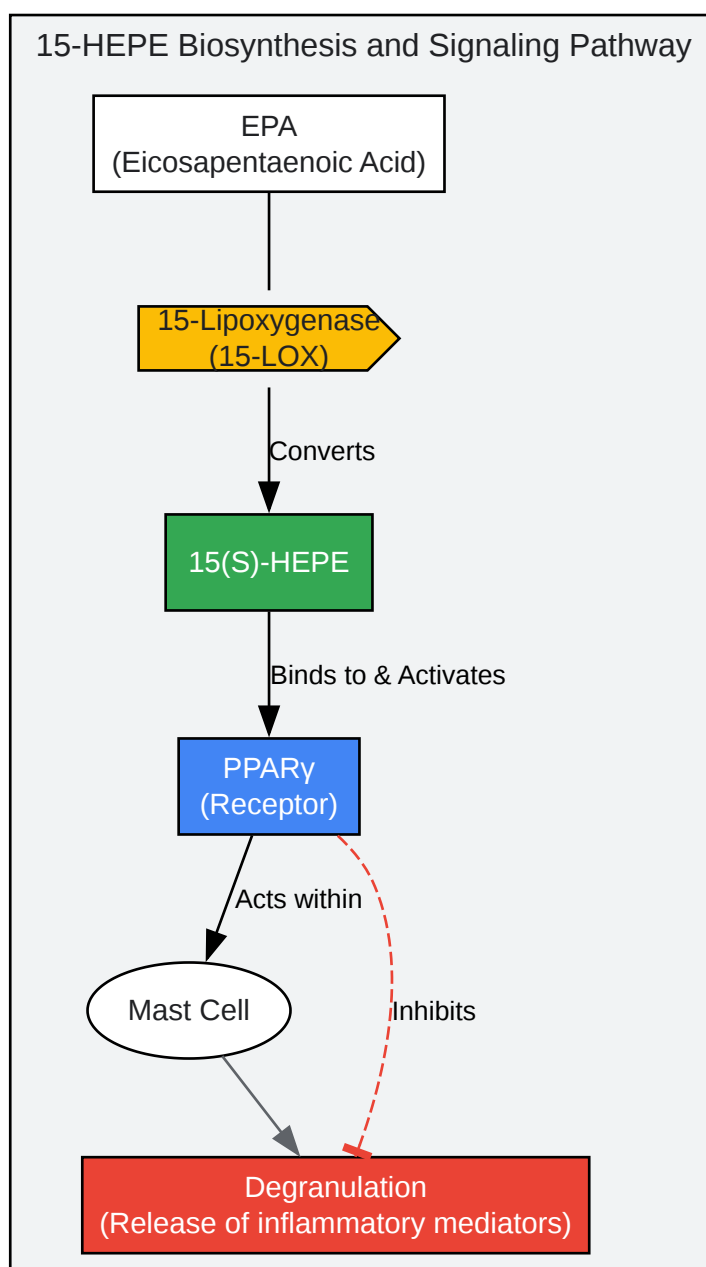 15-HEPE Biosynthesis and Signaling Pathway
EPA
(Eicosapentaenoic Acid)
15-Lipoxygenase
(15-LOX)
Converts
15(S)-HEPE
Binds to & Activates
PPARγ
(Receptor)
Acts within
Mast Cell
Inhibits
Degranulation
(Release of inflammatory mediators)